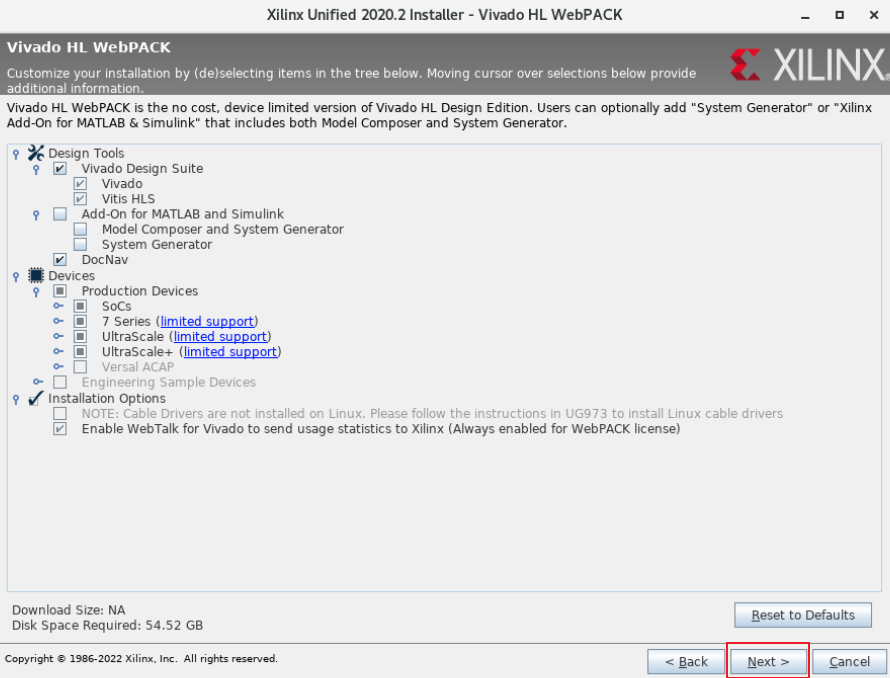 Xilinx Unified 2020.2 Installer - Vivado HL WebPACK
Vivado HL WebPACK
Customize your installation by (de)selecting items in the tree below. Moving cursor over selections below provide
additional information.
XILINX
Vivado HL WebPACK is the no cost, device limited version of Vivado HL Design Edition. Users can optionally add "System Generator" or "Xilinx
Add-On for MATLAB & Simulink" that includes both Model Composer and System Generator.
Design Tools
Vivado Design Suite
Vivado
Vitis HLS
Add-On for MATLAB and Simulink
Model Composer and System Generator
System Generator
DocNav
Devices
Production Devices
SoCs
7 Series (limited support)
UltraScale (limited support)
UltraScale+ (limited support)
Versal ACAP
Engineering Sample Devices
Installation Options
NOTE: Cable Drivers are not installed on Linux. Please follow the instructions in UG973 to install Linux cable drivers
Enable WebTalk for Vivado to send usage statistics to Xilinx (Always enabled for WebPACK license)
Download Size: NA
Disk Space Required: 54.52 GB
Reset to Defaults
Copyright © 1986-2022 Xilinx, Inc. All rights reserved.
< Back
Next >
Cancel